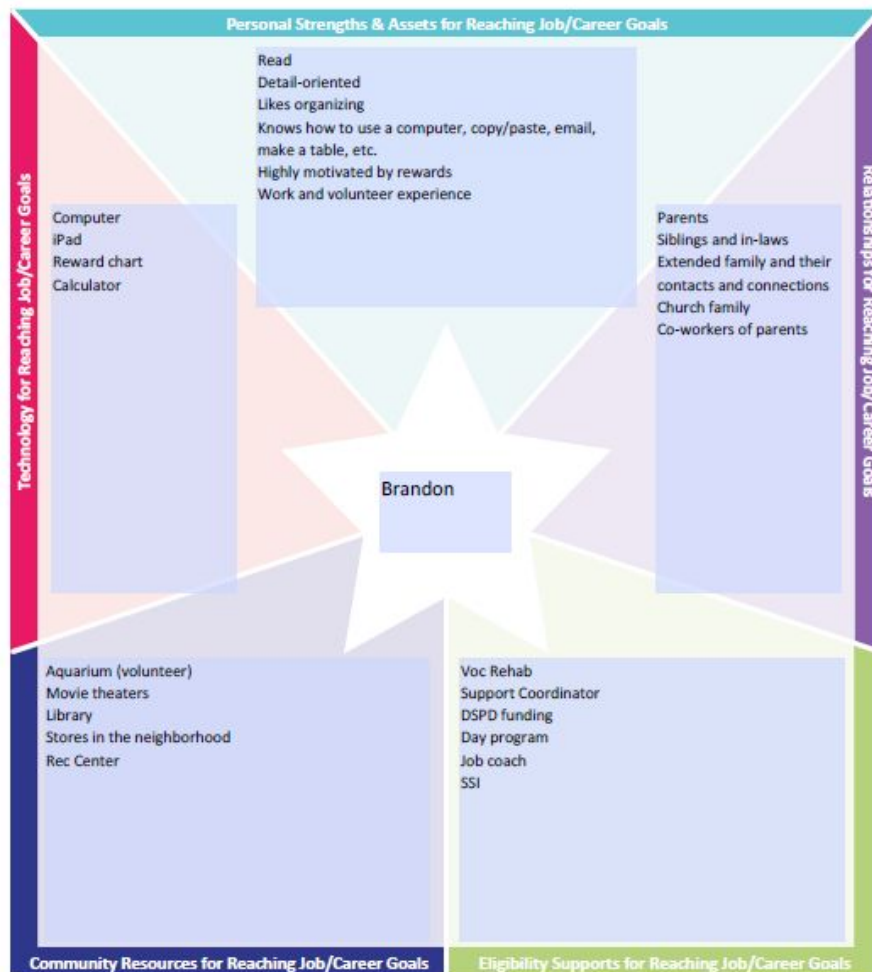 Personal Strengths & Assets for Reaching Job/Career Goals
Read
Detail-oriented
Likes organizing
Knows how to use a computer, copy/paste, email,
make a table, etc.
Highly motivated by rewards
Work and volunteer experience
Technology for Reaching Job/Career Goals
Computer
iPad
Reward chart
Calculator
Relationships for Reaching Job/Career Goals
Parents
Siblings and in-laws
Extended family and their
contacts and connections
Church family
Co-workers of parents
Brandon
Aquarium (volunteer)
Movie theaters
Library
Stores in the neighborhood
Rec Center
Community Resources for Reaching Job/Career Goals
Voc Rehab
Support Coordinator
DSPD funding
Day program
Job coach
SSI
Eligibility Supports for Reaching Job/Career Goals